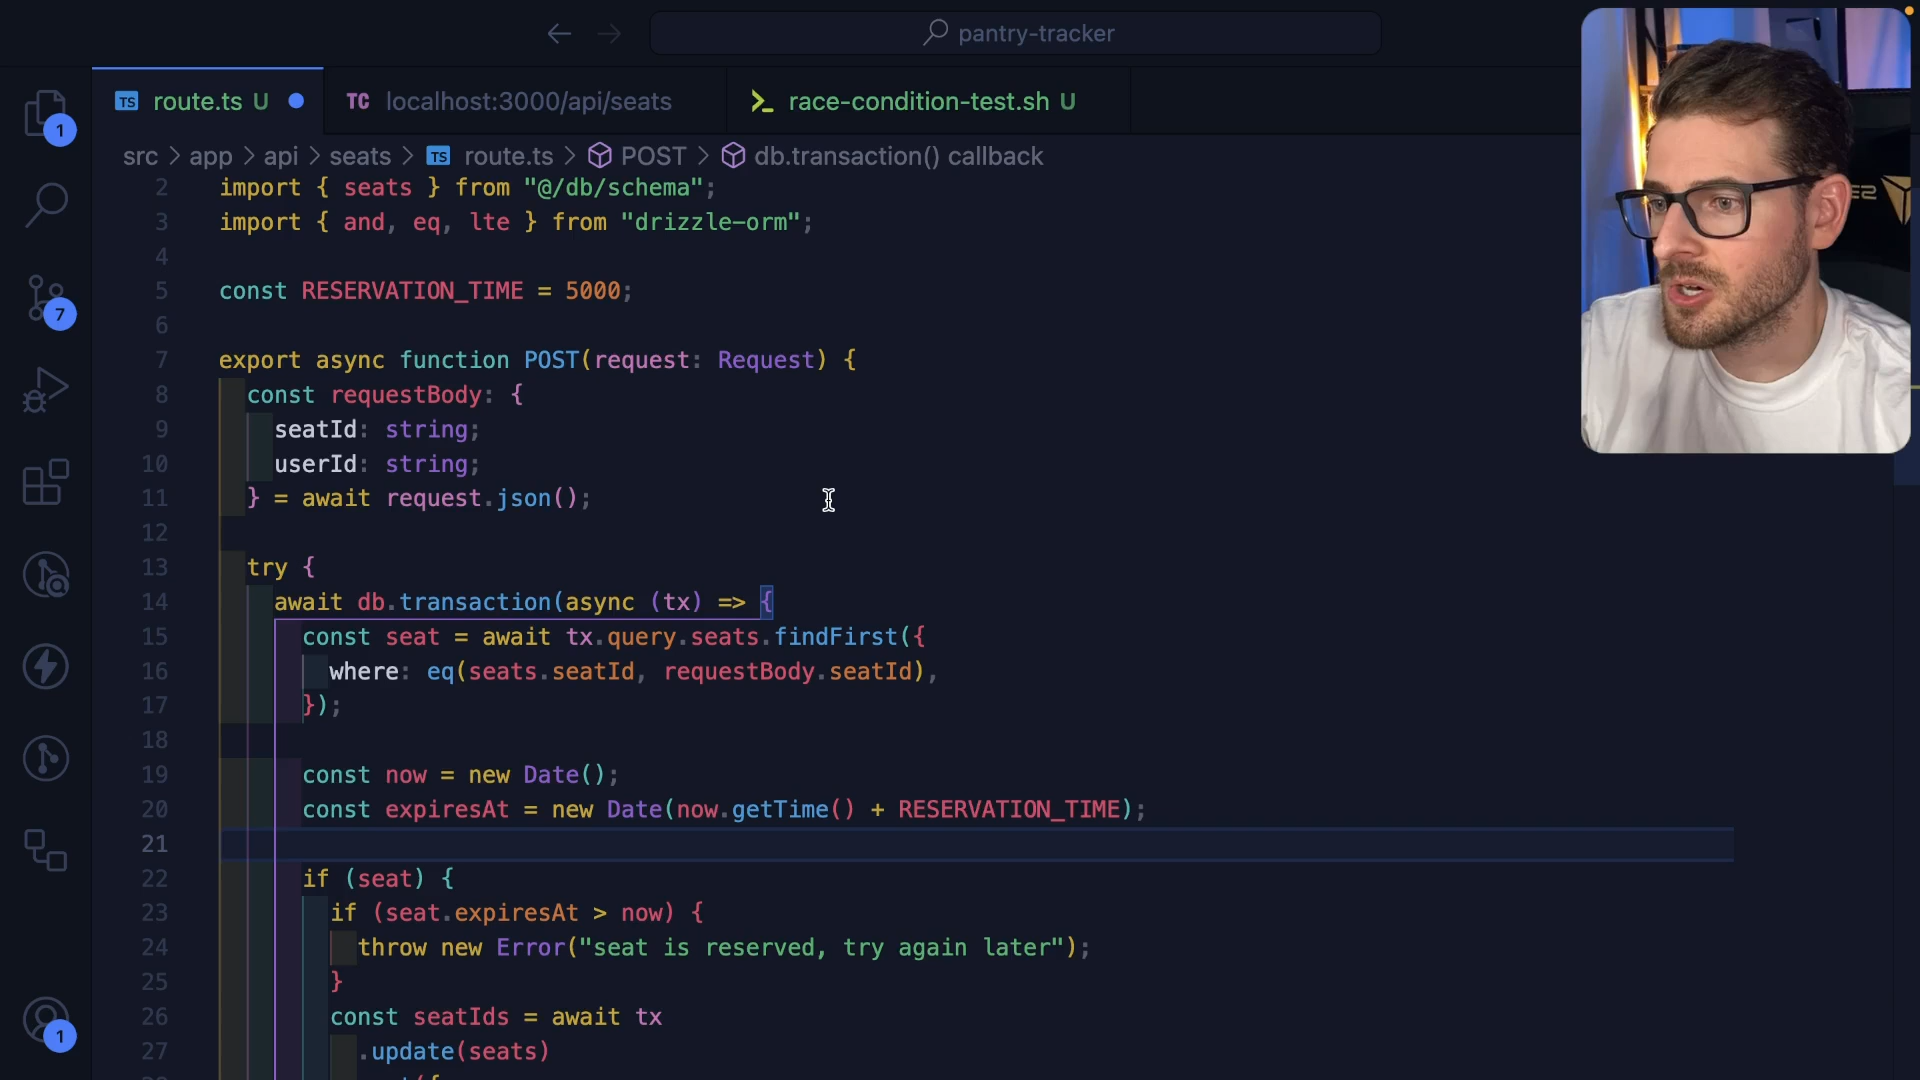 pantry-tracker
TS route.ts U
TC localhost:3000/api/seats
race-condition-test.sh U
src > app > api > seats > TS route.ts > POST > db.transaction() callback
2 import { seats } from "@/db/schema";
3 import { and, eq, lte } from "drizzle-orm";
4
5 const RESERVATION_TIME = 5000;
6
7 export async function POST(request: Request) {
8 const requestBody: {
9 seatId: string;
10 userId: string;
11 } = await request.json();
12
13 try {
14 await db.transaction(async (tx) => {
15 const seat = await tx.query.seats.findFirst({
16 where: eq(seats.seatId, requestBody.seatId),
17 });
18
19 const now = new Date();
20 const expiresAt = new Date(now.getTime() + RESERVATION_TIME);
21
22 if (seat) {
23 if (seat.expiresAt > now) {
24 throw new Error("seat is reserved, try again later");
25 }
26 const seatIds = await tx
27 .update(seats)
1
7
1